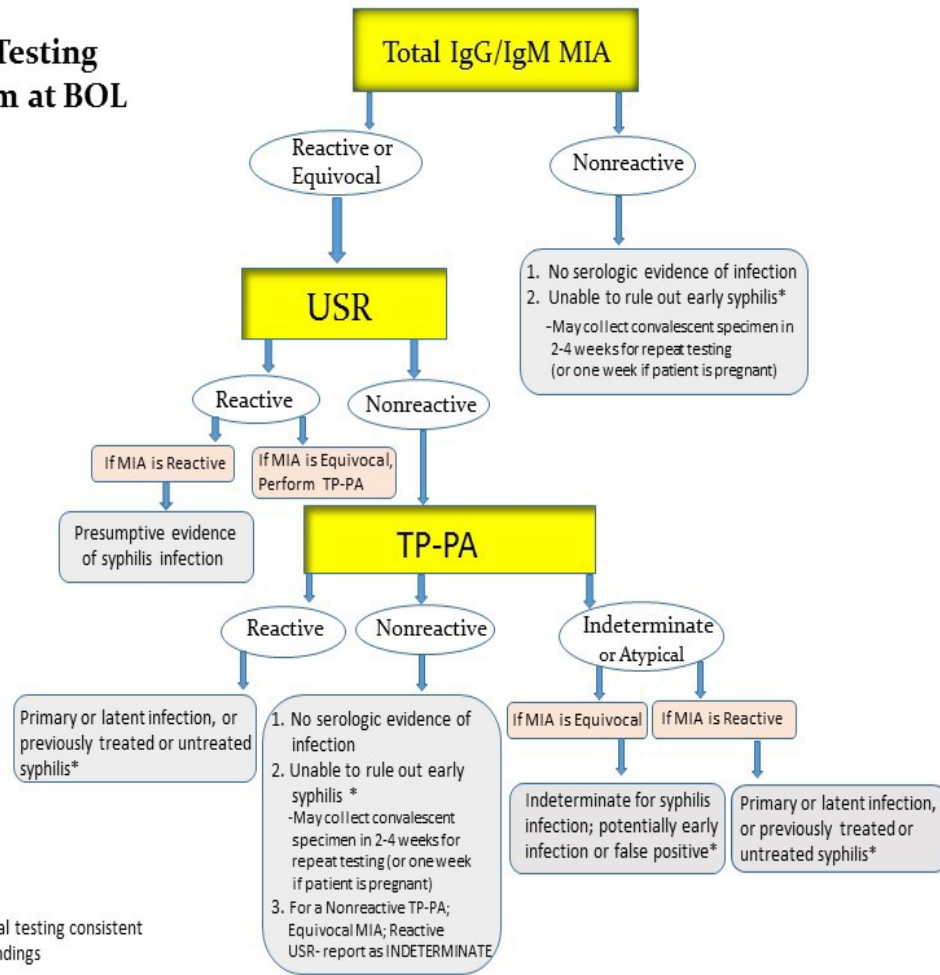 Testing
m at BOL
Total IgG/IgM MIA
Reactive or
Equivocal
Nonreactive
1. No serologic evidence of infection
2. Unable to rule out early syphilis*
-May collect convalescent specimen in
2-4 weeks for repeat testing
(or one week if patient is pregnant)
USR
Reactive
Nonreactive
If MIA is Reactive
If MIA is Equivocal,
Perform TP-PA
Presumptive evidence
of syphilis infection
TP-PA
Reactive
Nonreactive
Indeterminate
or Atypical
If MIA is Equivocal
If MIA is Reactive
Primary or latent infection, or
previously treated or untreated
syphilis*
1. No serologic evidence of
infection
2. Unable to rule out early
syphilis *
-May collect convalescent
specimen in 2-4 weeks for
repeat testing (or one week
if patient is pregnant)
3. For a Nonreactive TP-PA;
Equivocal MIA; Reactive
USR- report as INDETERMINATE
Indeterminate for syphilis
infection; potentially early
infection or false positive*
Primary or latent infection,
or previously treated or
untreated syphilis*
al testing consistent
ndings